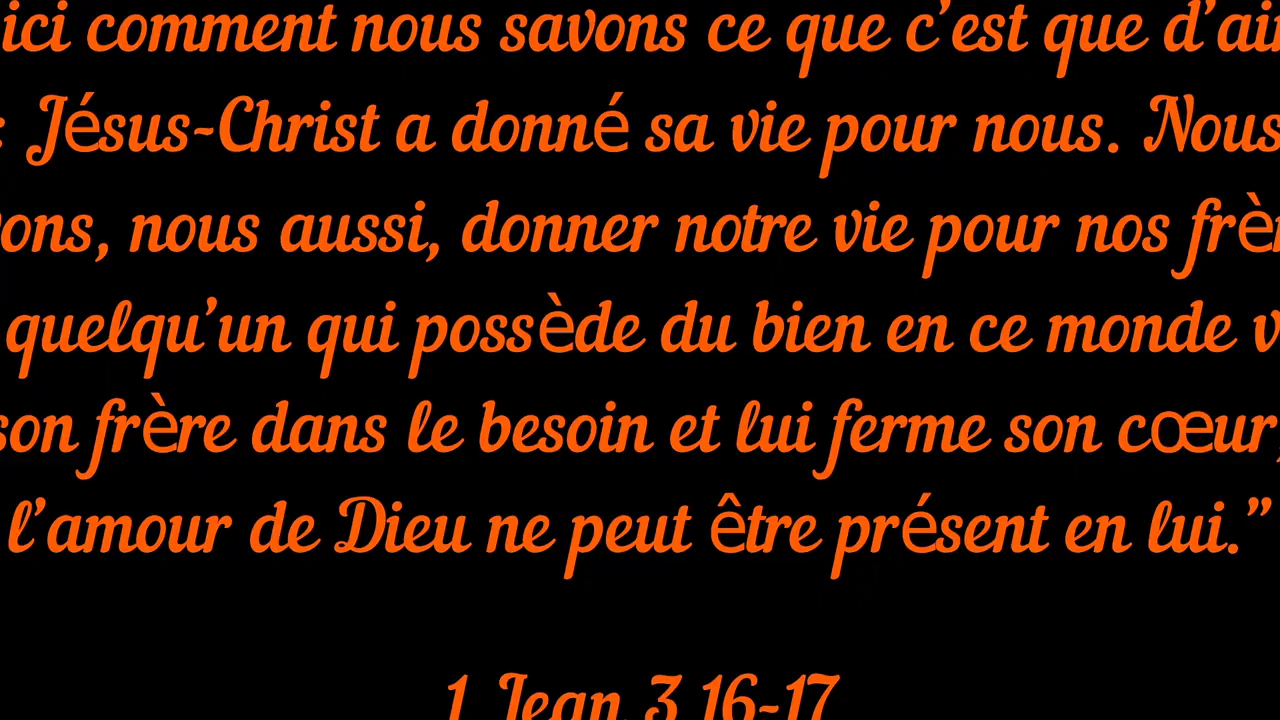 ici comment nous savons ce que c’est que d’ai
: Jésus-Christ a donné sa vie pour nous. Nous
ons, nous aussi, donner notre vie pour nos frè
quelqu’un qui possède du bien en ce monde v
son frère dans le besoin et lui ferme son cœur,
l’amour de Dieu ne peut être présent en lui.”
1 Jean 3 16-17